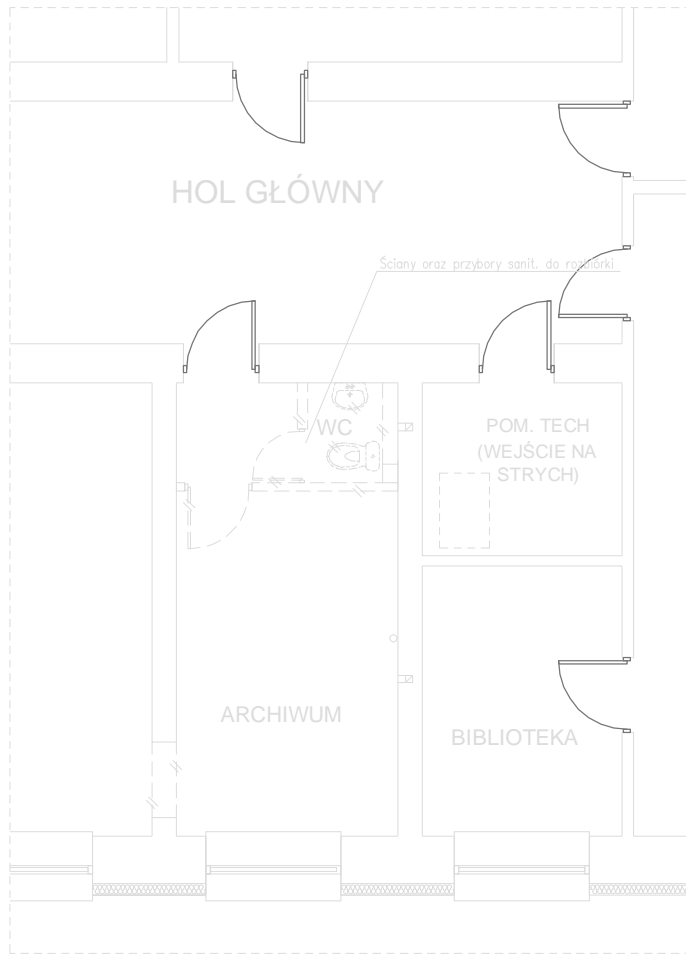 HOL GŁÓWNY
Ściany oraz przybory sanit. do rozbiórki
WC
POM. TECH
(WEJŚCIE NA
STRYCH)
ARCHIWUM
BIBLIOTEKA